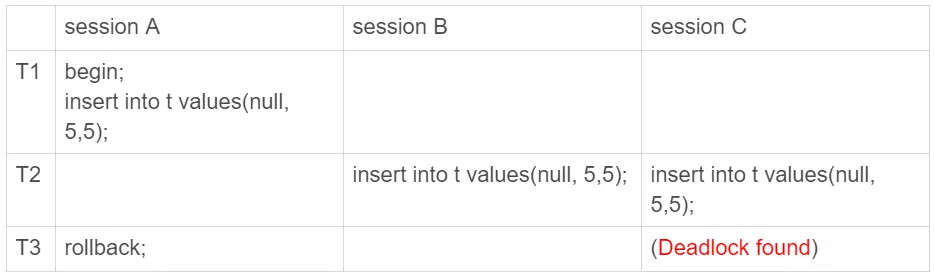 session A session B session C
T1 begin;
insert into t values(null,
5,5);
T2 insert into t values(null, 5,5); insert into t values(null,
5,5);
T3 rollback; (Deadlock found)